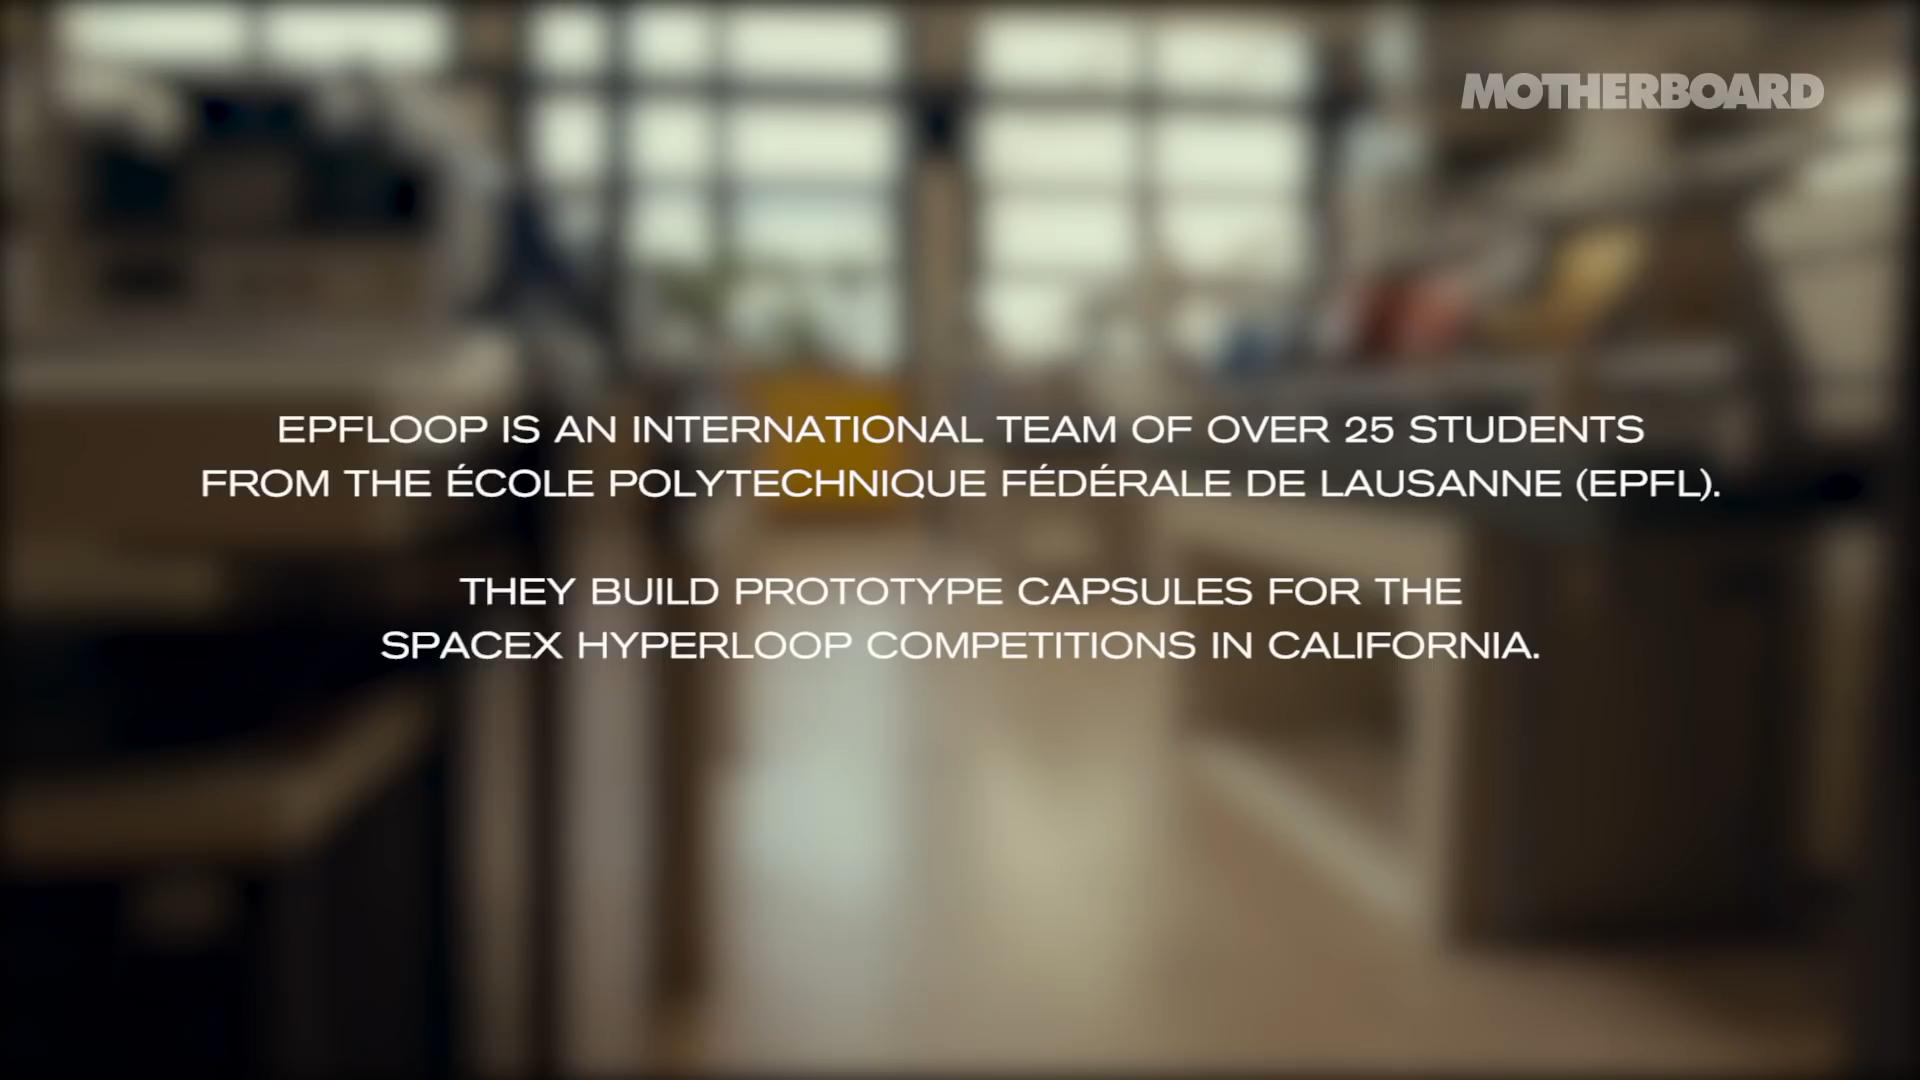 MOTHERBOARD
EPFLOOP IS AN INTERNATIONAL TEAM OF OVER 25 STUDENTS
FROM THE ÉCOLE POLYTECHNIQUE FÉDÉRALE DE LAUSANNE (EPFL).
THEY BUILD PROTOTYPE CAPSULES FOR THE
SPACEX HYPERLOOP COMPETITIONS IN CALIFORNIA.